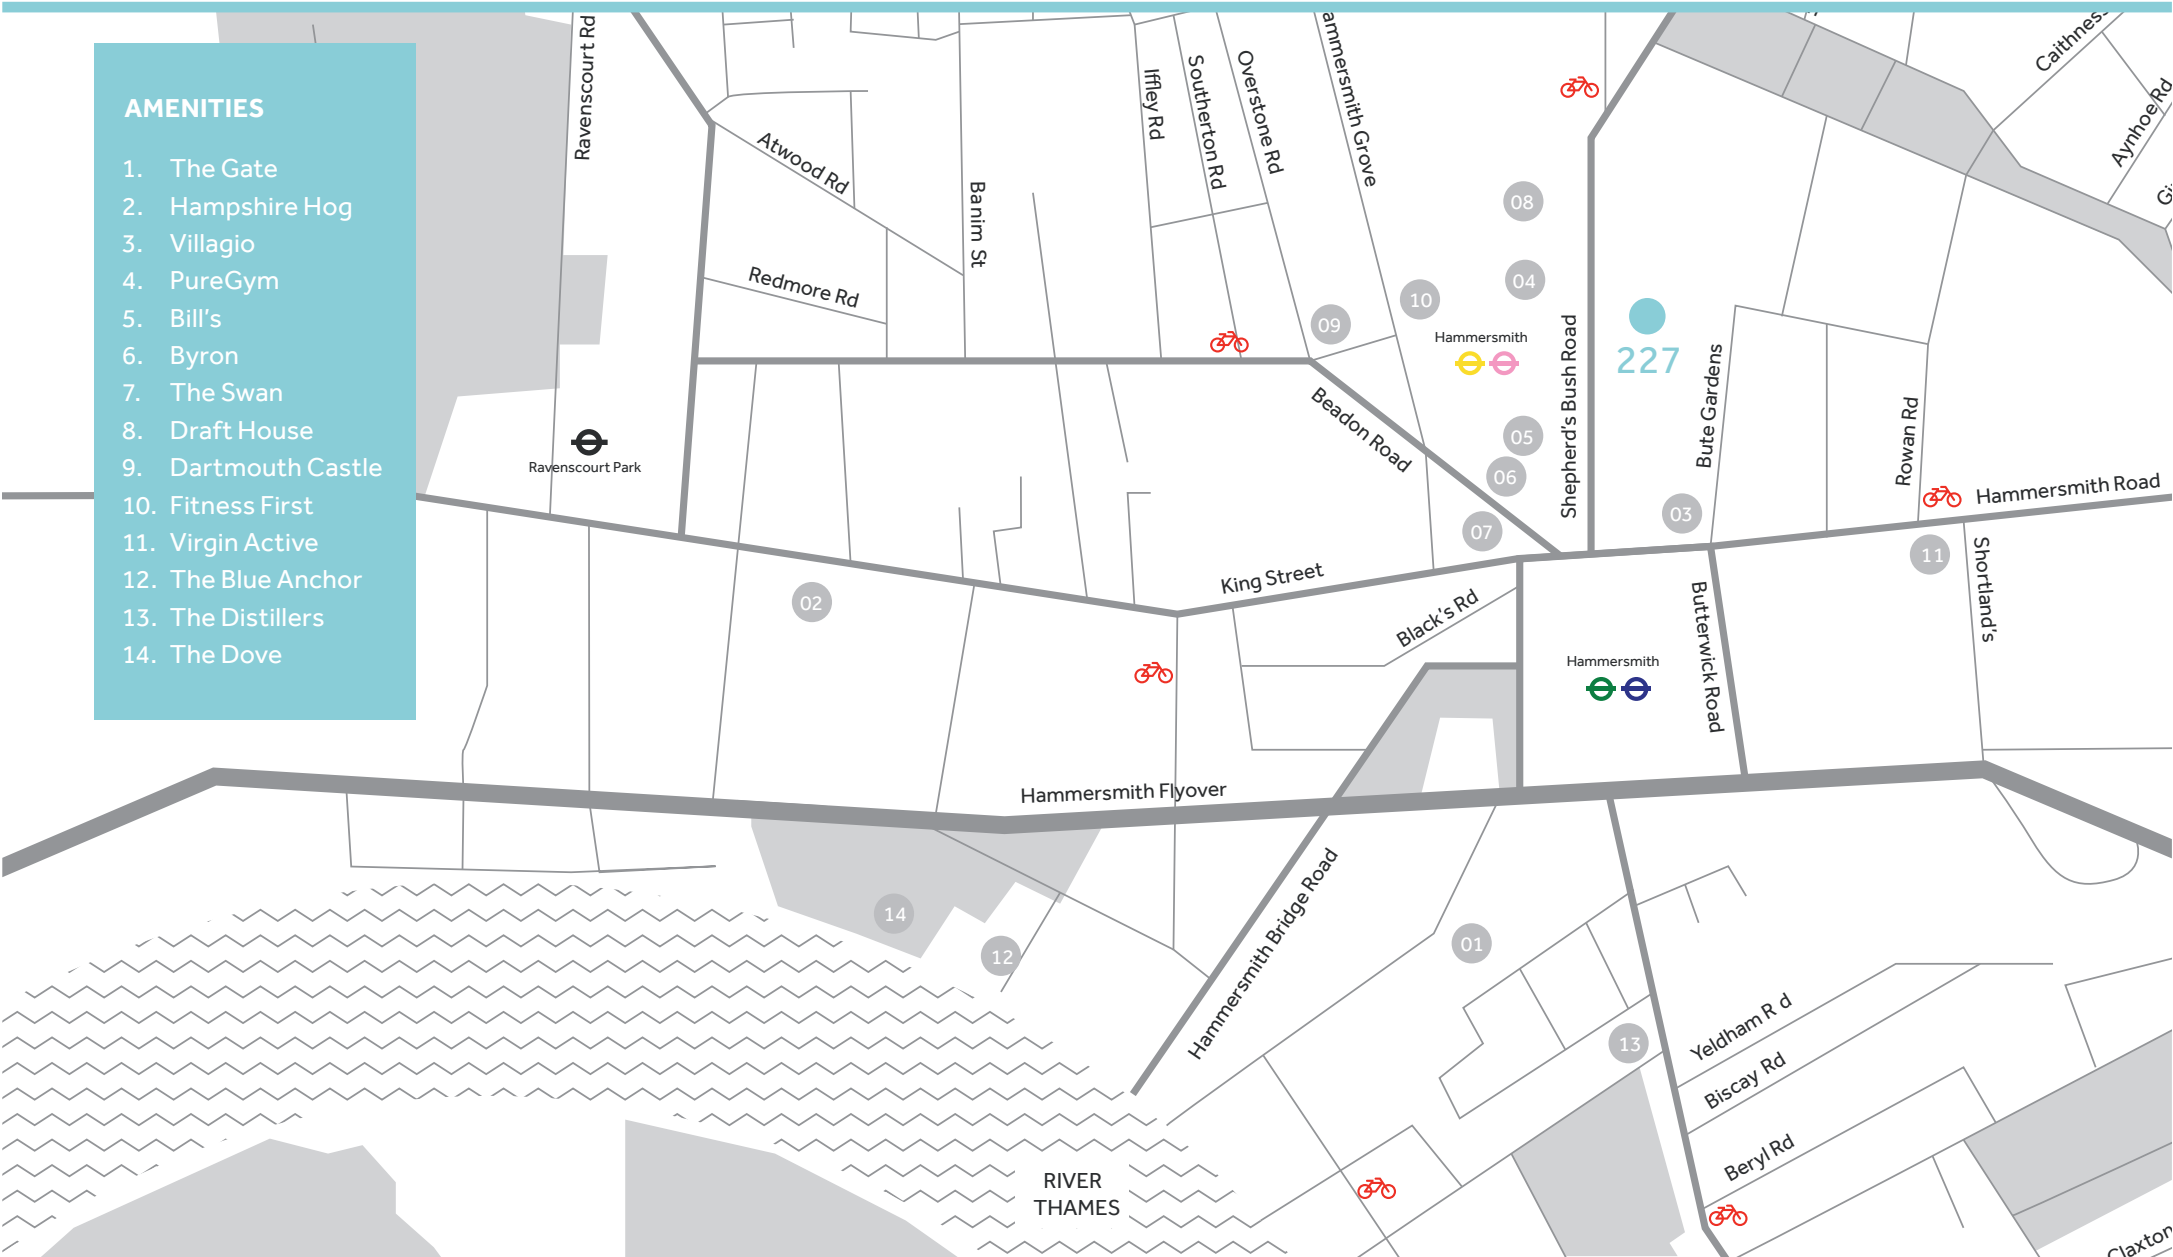 AMENITIES
1. The Gate
2. Hampshire Hog
3. Villagio
4. PureGym
5. Bill's
6. Byron
7. The Swan
8. Draft House
9. Dartmouth Castle
10. Fitness First
11. Virgin Active
12. The Blue Anchor
13. The Distillers
14. The Dove
Ravenscourt Rd
Atwood Rd
Redmore Rd
Banim St
Iffley Rd
Southerton Rd
Overstone Rd
ammersmith Grove
Caithness
Aynhoe Rd
Gi
08
04
10
09
Hammersmith
227
Shepherd's Bush Road
Bute Gardens
Rowan Rd
Beadon Road
05
06
07
03
Hammersmith Road
11
Shortland's
Ravenscourt Park
02
King Street
Black's Rd
Hammersmith
Butterwick Road
Hammersmith Flyover
Hammersmith Bridge Road
14
12
01
13
Yeldham R d
Biscay Rd
Beryl Rd
Claxton
RIVER
THAMES